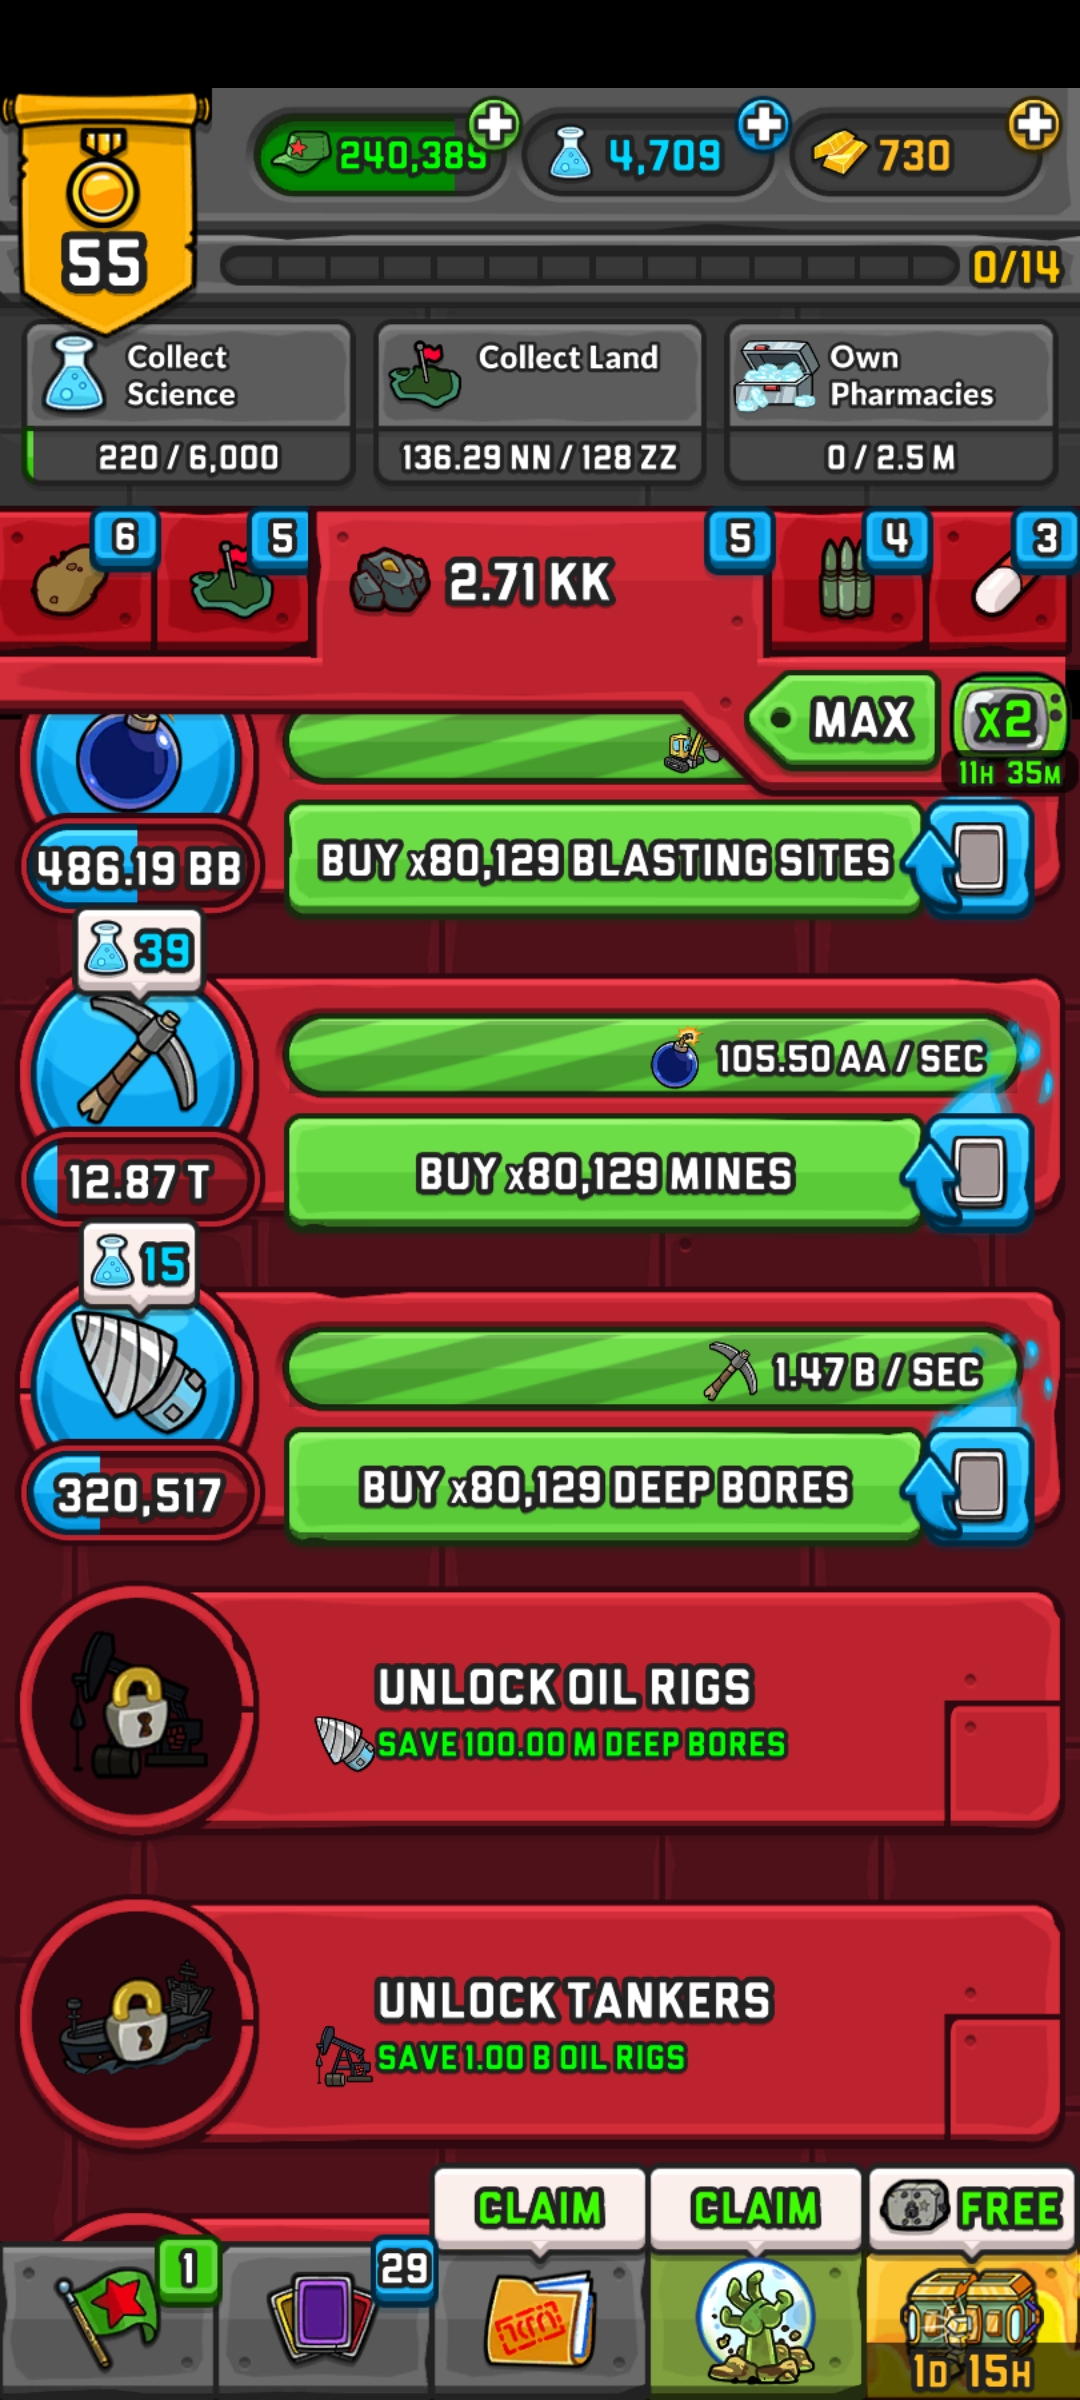 55
240,389
4,709
730
0/14
Collect
Science
220 / 6,000
Collect Land
136.29 NN / 128 ZZ
Own
Pharmacies
0 / 2.5 M
6
5
2.71 KK
5
4
3
MAX
x2
11H 35M
486.19 BB
BUY x80,129 BLASTING SITES
39
105.50 AA / SEC
12.87 T
BUY x80,129 MINES
15
1.47 B / SEC
320,517
BUY x80,129 DEEP BORES
UNLOCK OIL RIGS
SAVE 100.00 M DEEP BORES
UNLOCK TANKERS
SAVE 1.00 B OIL RIGS
CLAIM
CLAIM
FREE
1
29
1D 15H